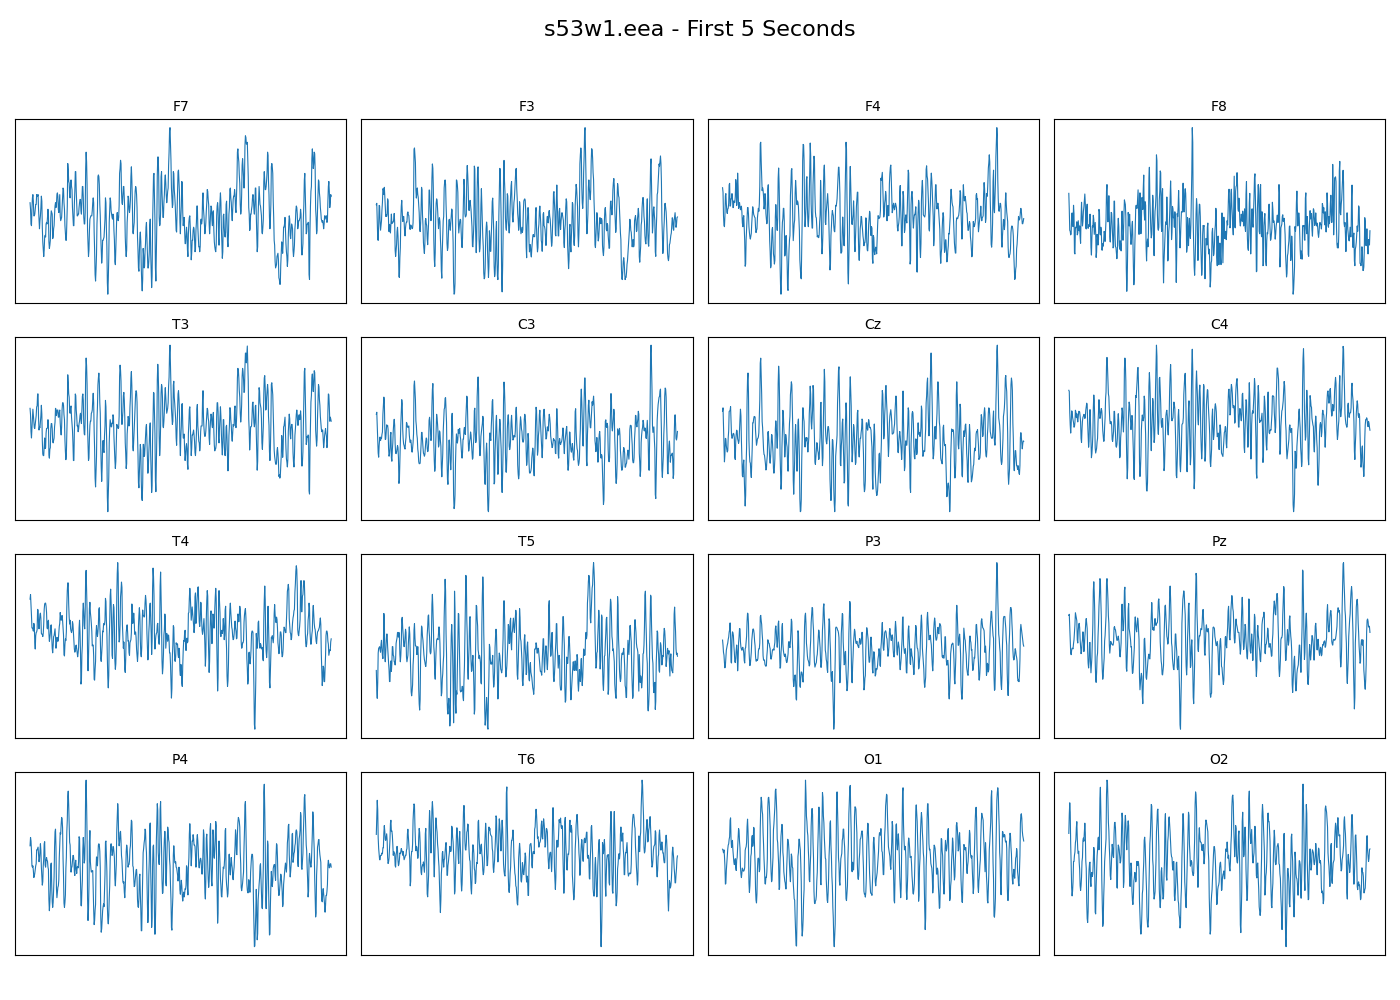 s53w1.eea - First 5 Seconds
F7 F3 F4 F8
T3 C3 Cz C4
T4 T5 P3 Pz
P4 T6 O1 O2